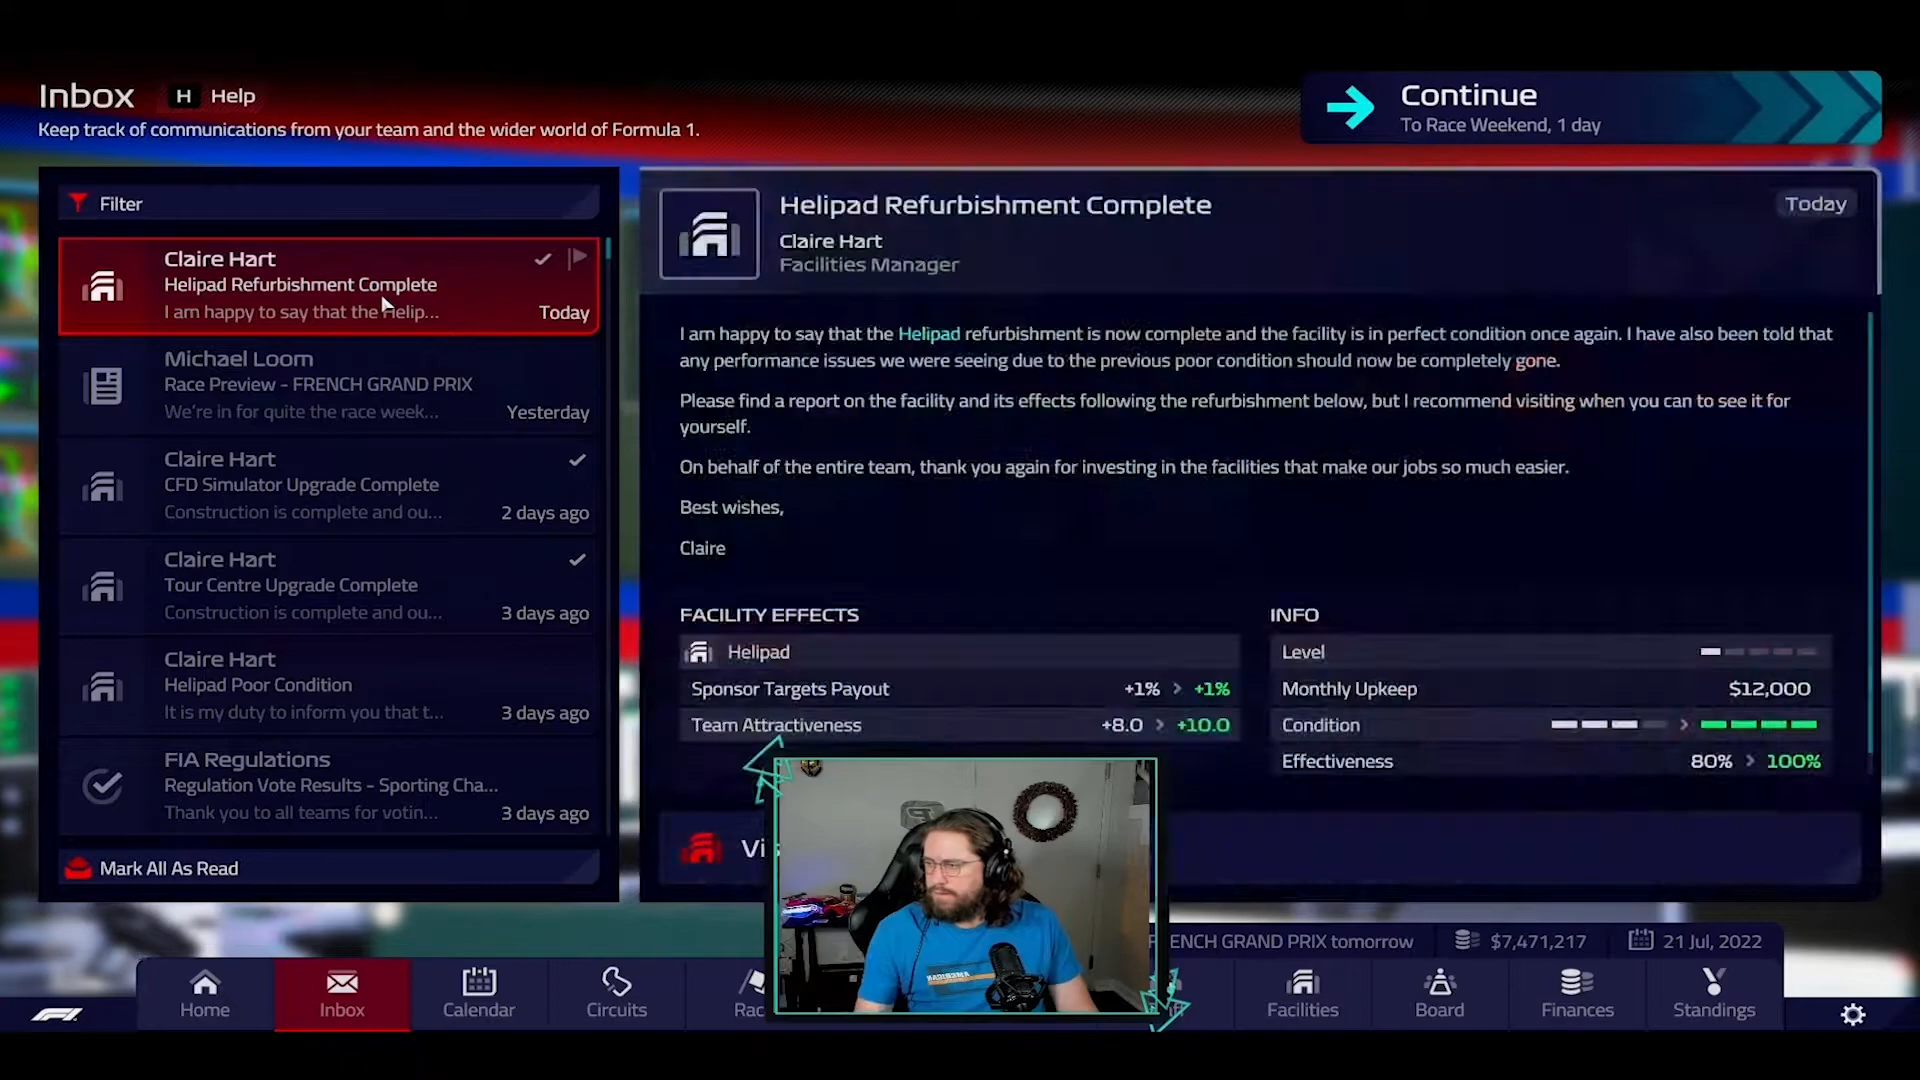 Inbox
H Help
Keep track of communications from your team and the wider world of Formula 1.
Continue
To Race Weekend, 1 day
Filter
Claire Hart
Helipad Refurbishment Complete
I am happy to say that the Helip...
Today
Michael Loom
Race Preview - FRENCH GRAND PRIX
We're in for quite the race week...
Yesterday
Claire Hart
CFD Simulator Upgrade Complete
Construction is complete and ou...
2 days ago
Claire Hart
Tour Centre Upgrade Complete
Construction is complete and ou...
3 days ago
Claire Hart
Helipad Poor Condition
It is my duty to inform you that t...
3 days ago
FIA Regulations
Regulation Vote Results - Sporting Cha...
Thank you to all teams for votin...
3 days ago
Mark All As Read
Helipad Refurbishment Complete
Today
Claire Hart
Facilities Manager
I am happy to say that the Helipad refurbishment is now complete and the facility is in perfect condition once again. I have also been told that
any performance issues we were seeing due to the previous poor condition should now be completely gone.
Please find a report on the facility and its effects following the refurbishment below, but I recommend visiting when you can to see it for
yourself.
On behalf of the entire team, thank you again for investing in the facilities that make our jobs so much easier.
Best wishes,
Claire
FACILITY EFFECTS
Helipad
Sponsor Targets Payout +1% > +1%
Team Attractiveness +8.0 > +10.0
INFO
Level
Monthly Upkeep $12,000
Condition >
Effectiveness 80% > 100%
Vi
ENCH GRAND PRIX tomorrow
$7,471,217
21 Jul, 2022
Home
Inbox
Calendar
Circuits
Rac
Facilities
Board
Finances
Standings